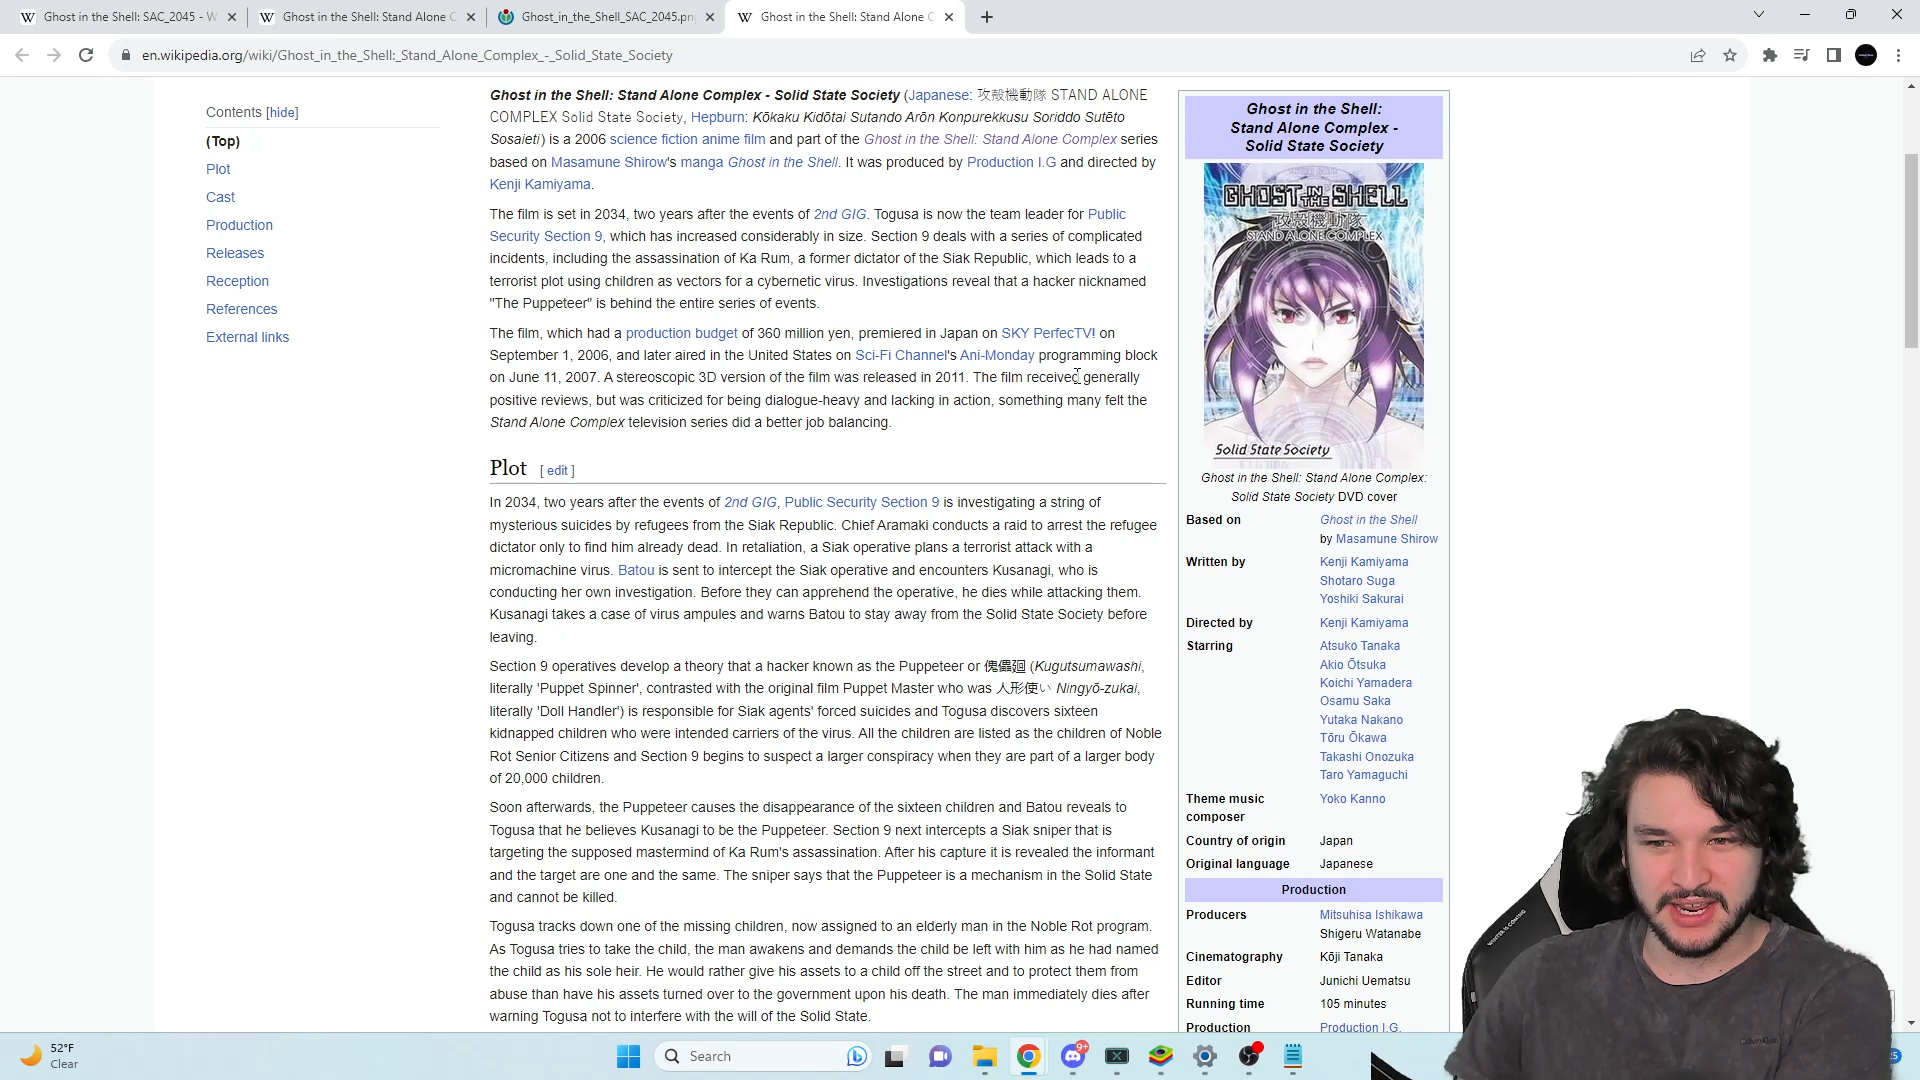 Ghost in the Shell: SAC_2045 - W
Ghost in the Shell: Stand Alone C
Ghost_in_the_Shell_SAC_2045.pn
Ghost in the Shell: Stand Alone C
en.wikipedia.org/wiki/Ghost_in_the_Shell:_Stand_Alone_Complex_-_Solid_State_Society
Contents [hide]
(Top)
Plot
Cast
Production
Releases
Reception
References
External links
Ghost in the Shell: Stand Alone Complex - Solid State Society (Japanese: 攻殻機動隊 STAND ALONE
COMPLEX Solid State Society, Hepburn: Kōkaku Kidōtai Sutando Arōn Konpurekkusu Soriddo Sutēto
Sosaieti) is a 2006 science fiction anime film and part of the Ghost in the Shell: Stand Alone Complex series
based on Masamune Shirow's manga Ghost in the Shell. It was produced by Production I.G and directed by
Kenji Kamiyama.
The film is set in 2034, two years after the events of 2nd GIG. Togusa is now the team leader for Public
Security Section 9, which has increased considerably in size. Section 9 deals with a series of complicated
incidents, including the assassination of Ka Rum, a former dictator of the Siak Republic, which leads to a
terrorist plot using children as vectors for a cybernetic virus. Investigations reveal that a hacker nicknamed
"The Puppeteer" is behind the entire series of events.
The film, which had a production budget of 360 million yen, premiered in Japan on SKY PerfecTV! on
September 1, 2006, and later aired in the United States on Sci-Fi Channel's Ani-Monday programming block
on June 11, 2007. A stereoscopic 3D version of the film was released in 2011. The film received generally
positive reviews, but was criticized for being dialogue-heavy and lacking in action, something many felt the
Stand Alone Complex television series did a better job balancing.
Plot [ edit ]
In 2034, two years after the events of 2nd GIG, Public Security Section 9 is investigating a string of
mysterious suicides by refugees from the Siak Republic. Chief Aramaki conducts a raid to arrest the refugee
dictator only to find him already dead. In retaliation, a Siak operative plans a terrorist attack with a
micromachine virus. Batou is sent to intercept the Siak operative and encounters Kusanagi, who is
conducting her own investigation. Before they can apprehend the operative, he dies while attacking them.
Kusanagi takes a case of virus ampules and warns Batou to stay away from the Solid State Society before
leaving.
Section 9 operatives develop a theory that a hacker known as the Puppeteer or 傀儡廻 (Kugutsumawashi,
literally 'Puppet Spinner', contrasted with the original film Puppet Master who was 人形使い Ningyō-zukai,
literally 'Doll Handler') is responsible for Siak agents' forced suicides and Togusa discovers sixteen
kidnapped children who were intended carriers of the virus. All the children are listed as the children of Noble
Rot Senior Citizens and Section 9 begins to suspect a larger conspiracy when they are part of a larger body
of 20,000 children.
Soon afterwards, the Puppeteer causes the disappearance of the sixteen children and Batou reveals to
Togusa that he believes Kusanagi to be the Puppeteer. Section 9 next intercepts a Siak sniper that is
targeting the supposed mastermind of Ka Rum's assassination. After his capture it is revealed the informant
and the target are one and the same. The sniper says that the Puppeteer is a mechanism in the Solid State
and cannot be killed.
Togusa tracks down one of the missing children, now assigned to an elderly man in the Noble Rot program.
As Togusa tries to take the child, the man awakens and demands the child be left with him as he had named
the child as his sole heir. He would rather give his assets to a child off the street and to protect them from
abuse than have his assets turned over to the government upon his death. The man immediately dies after
warning Togusa not to interfere with the will of the Solid State.
Ghost in the Shell:
Stand Alone Complex -
Solid State Society
GHOST IN THE SHELL
攻殻機動隊
STAND ALONE COMPLEX
Solid State Society
Ghost in the Shell: Stand Alone Complex:
Solid State Society DVD cover
Based on Ghost in the Shell
by Masamune Shirow
Written by Kenji Kamiyama
Shotaro Suga
Yoshiki Sakurai
Directed by Kenji Kamiyama
Starring Atsuko Tanaka
Akio Ōtsuka
Koichi Yamadera
Osamu Saka
Yutaka Nakano
Tōru Ōkawa
Takashi Onozuka
Taro Yamaguchi
Theme music Yoko Kanno
composer
Country of origin Japan
Original language Japanese
Production
Producers Mitsuhisa Ishikawa
Shigeru Watanabe
Cinematography Kōji Tanaka
Editor Junichi Uematsu
Running time 105 minutes
Production Production I.G.
WINTER IS COMING
52°F
Clear
Search
9+